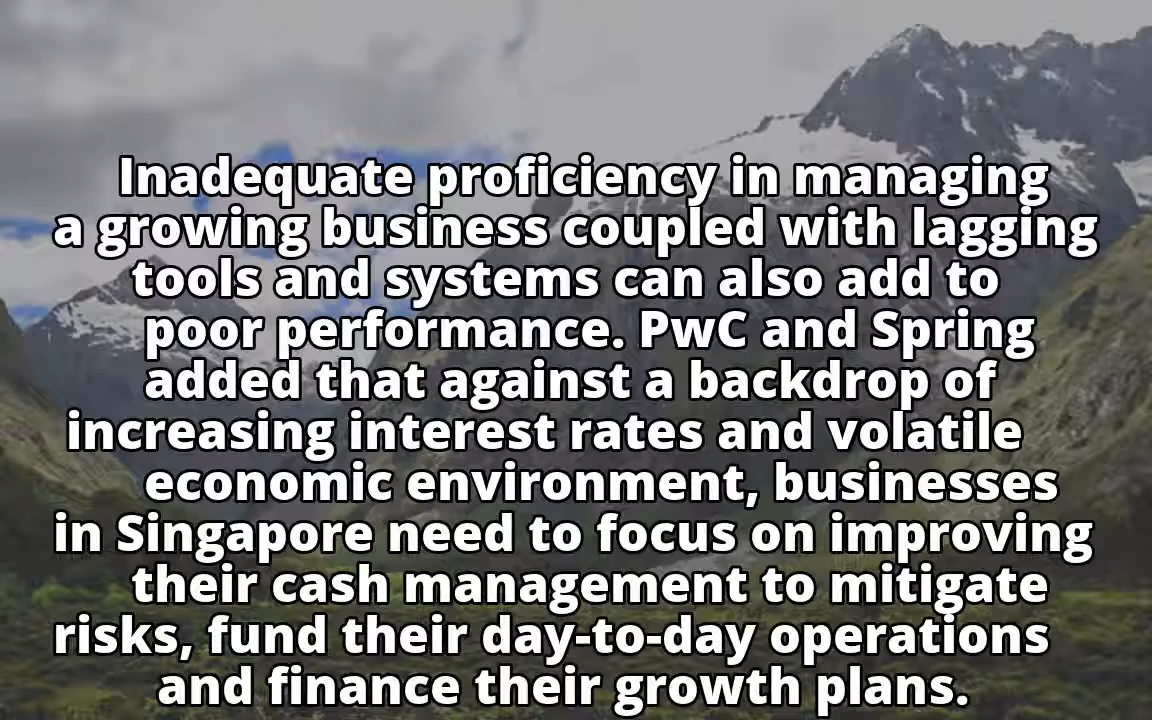 Inadequate proficiency in managing
a growing business coupled with lagging
tools and systems can also add to
poor performance. PwC and Spring
added that against a backdrop of
increasing interest rates and volatile
economic environment, businesses
in Singapore need to focus on improving
their cash management to mitigate
risks, fund their day-to-day operations
and finance their growth plans.